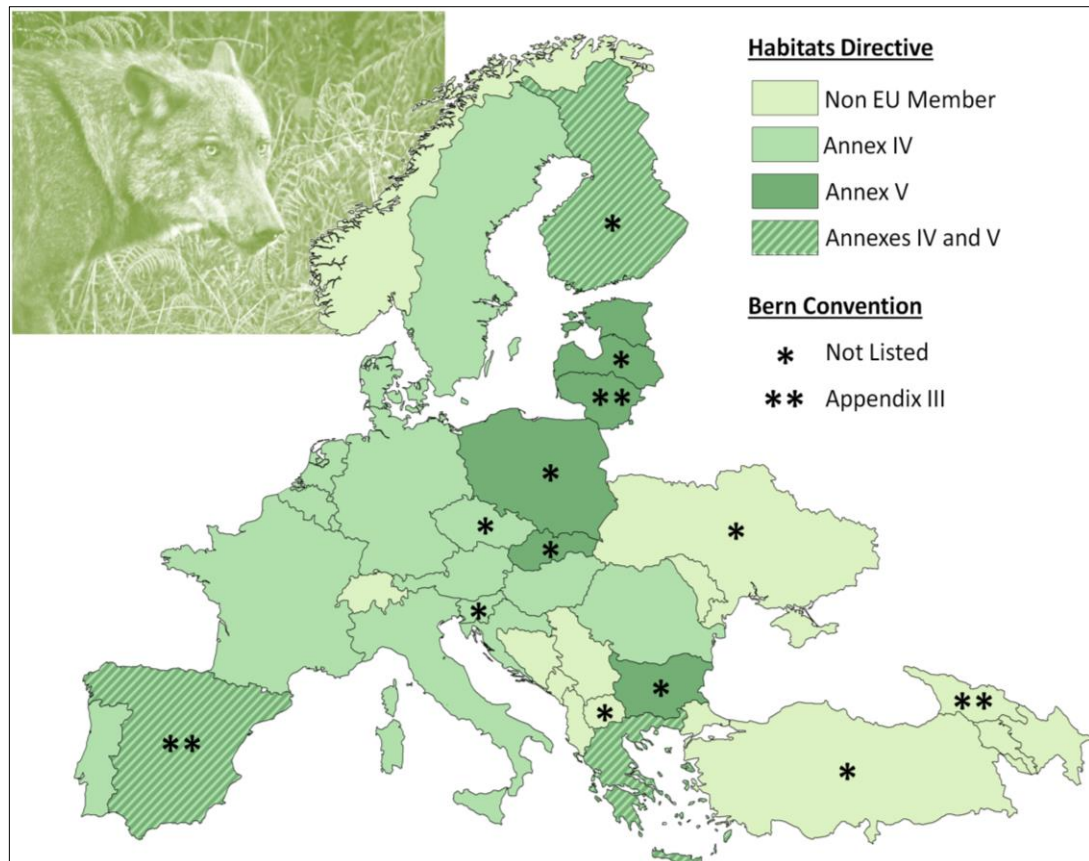 Habitats Directive
Non EU Member
Annex IV
Annex V
Annexes IV and V
Bern Convention
* Not Listed
** Appendix III
*
*
**
*
*
*
*
*
*
*
**
**
*